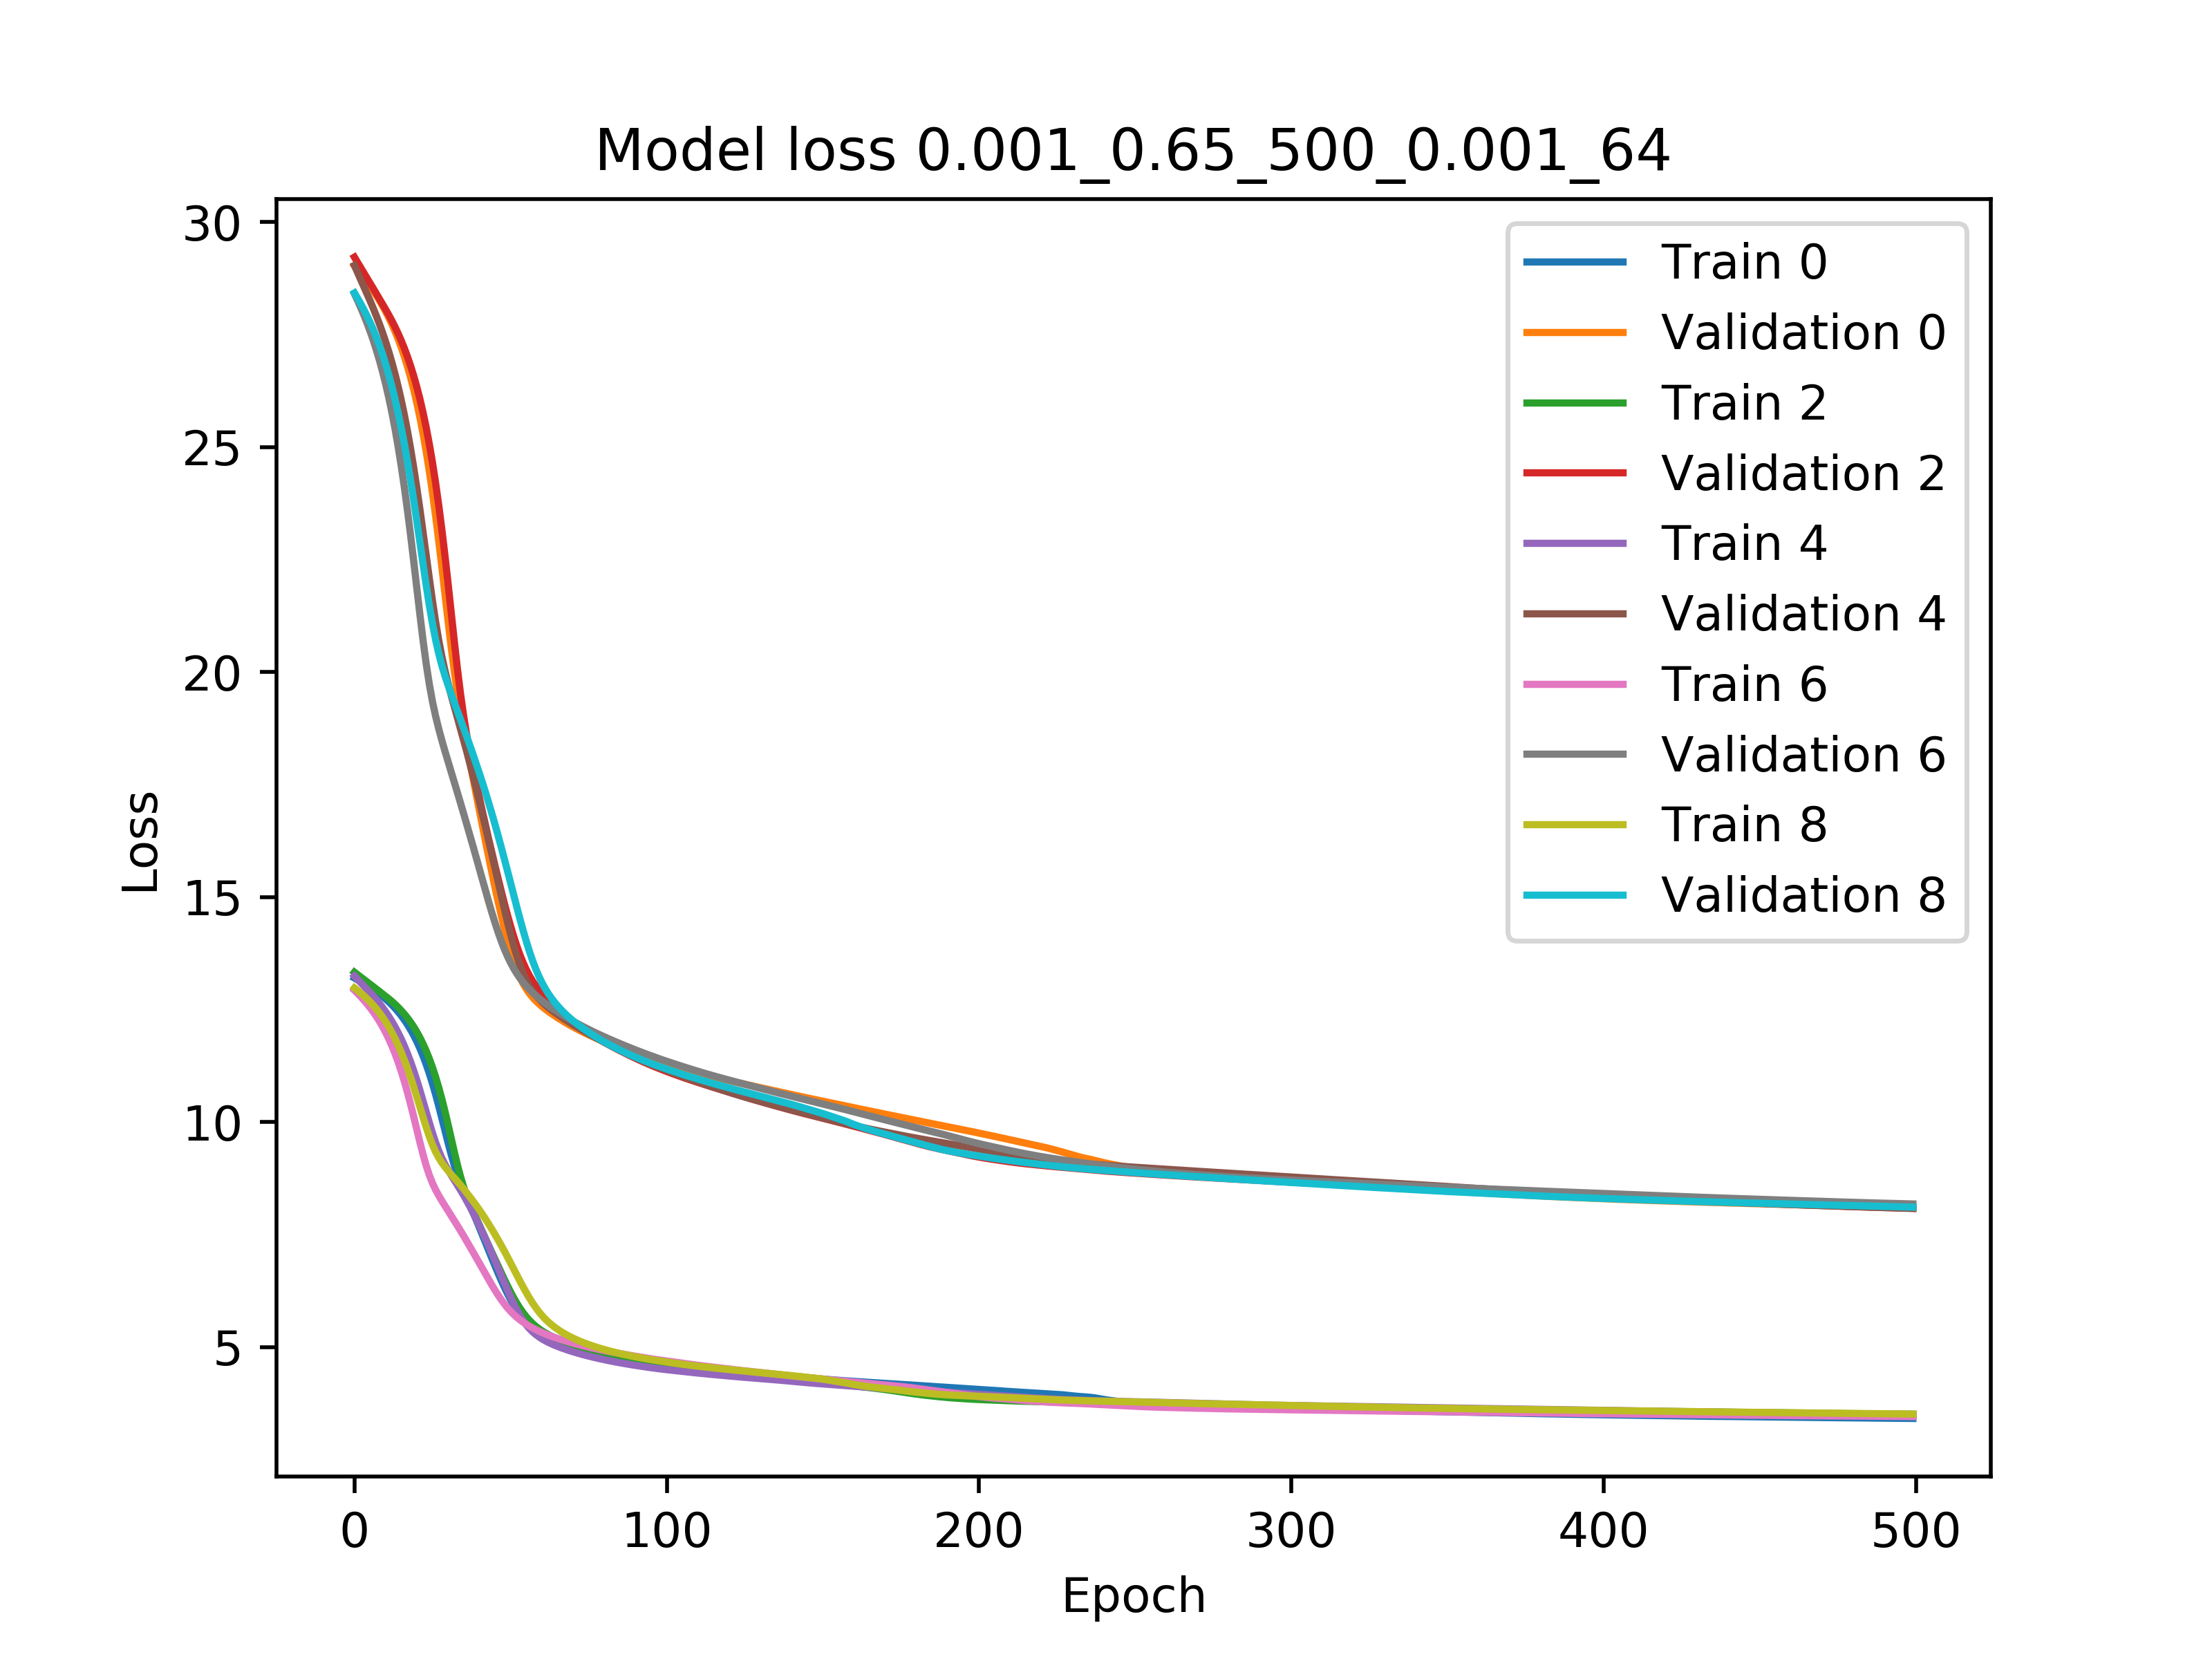 Model loss 0.001_0.65_500_0.001_64
30
25
20
15
10
5
Loss
Train 0
Validation 0
Train 2
Validation 2
Train 4
Validation 4
Train 6
Validation 6
Train 8
Validation 8
0 100 200 300 400 500
Epoch